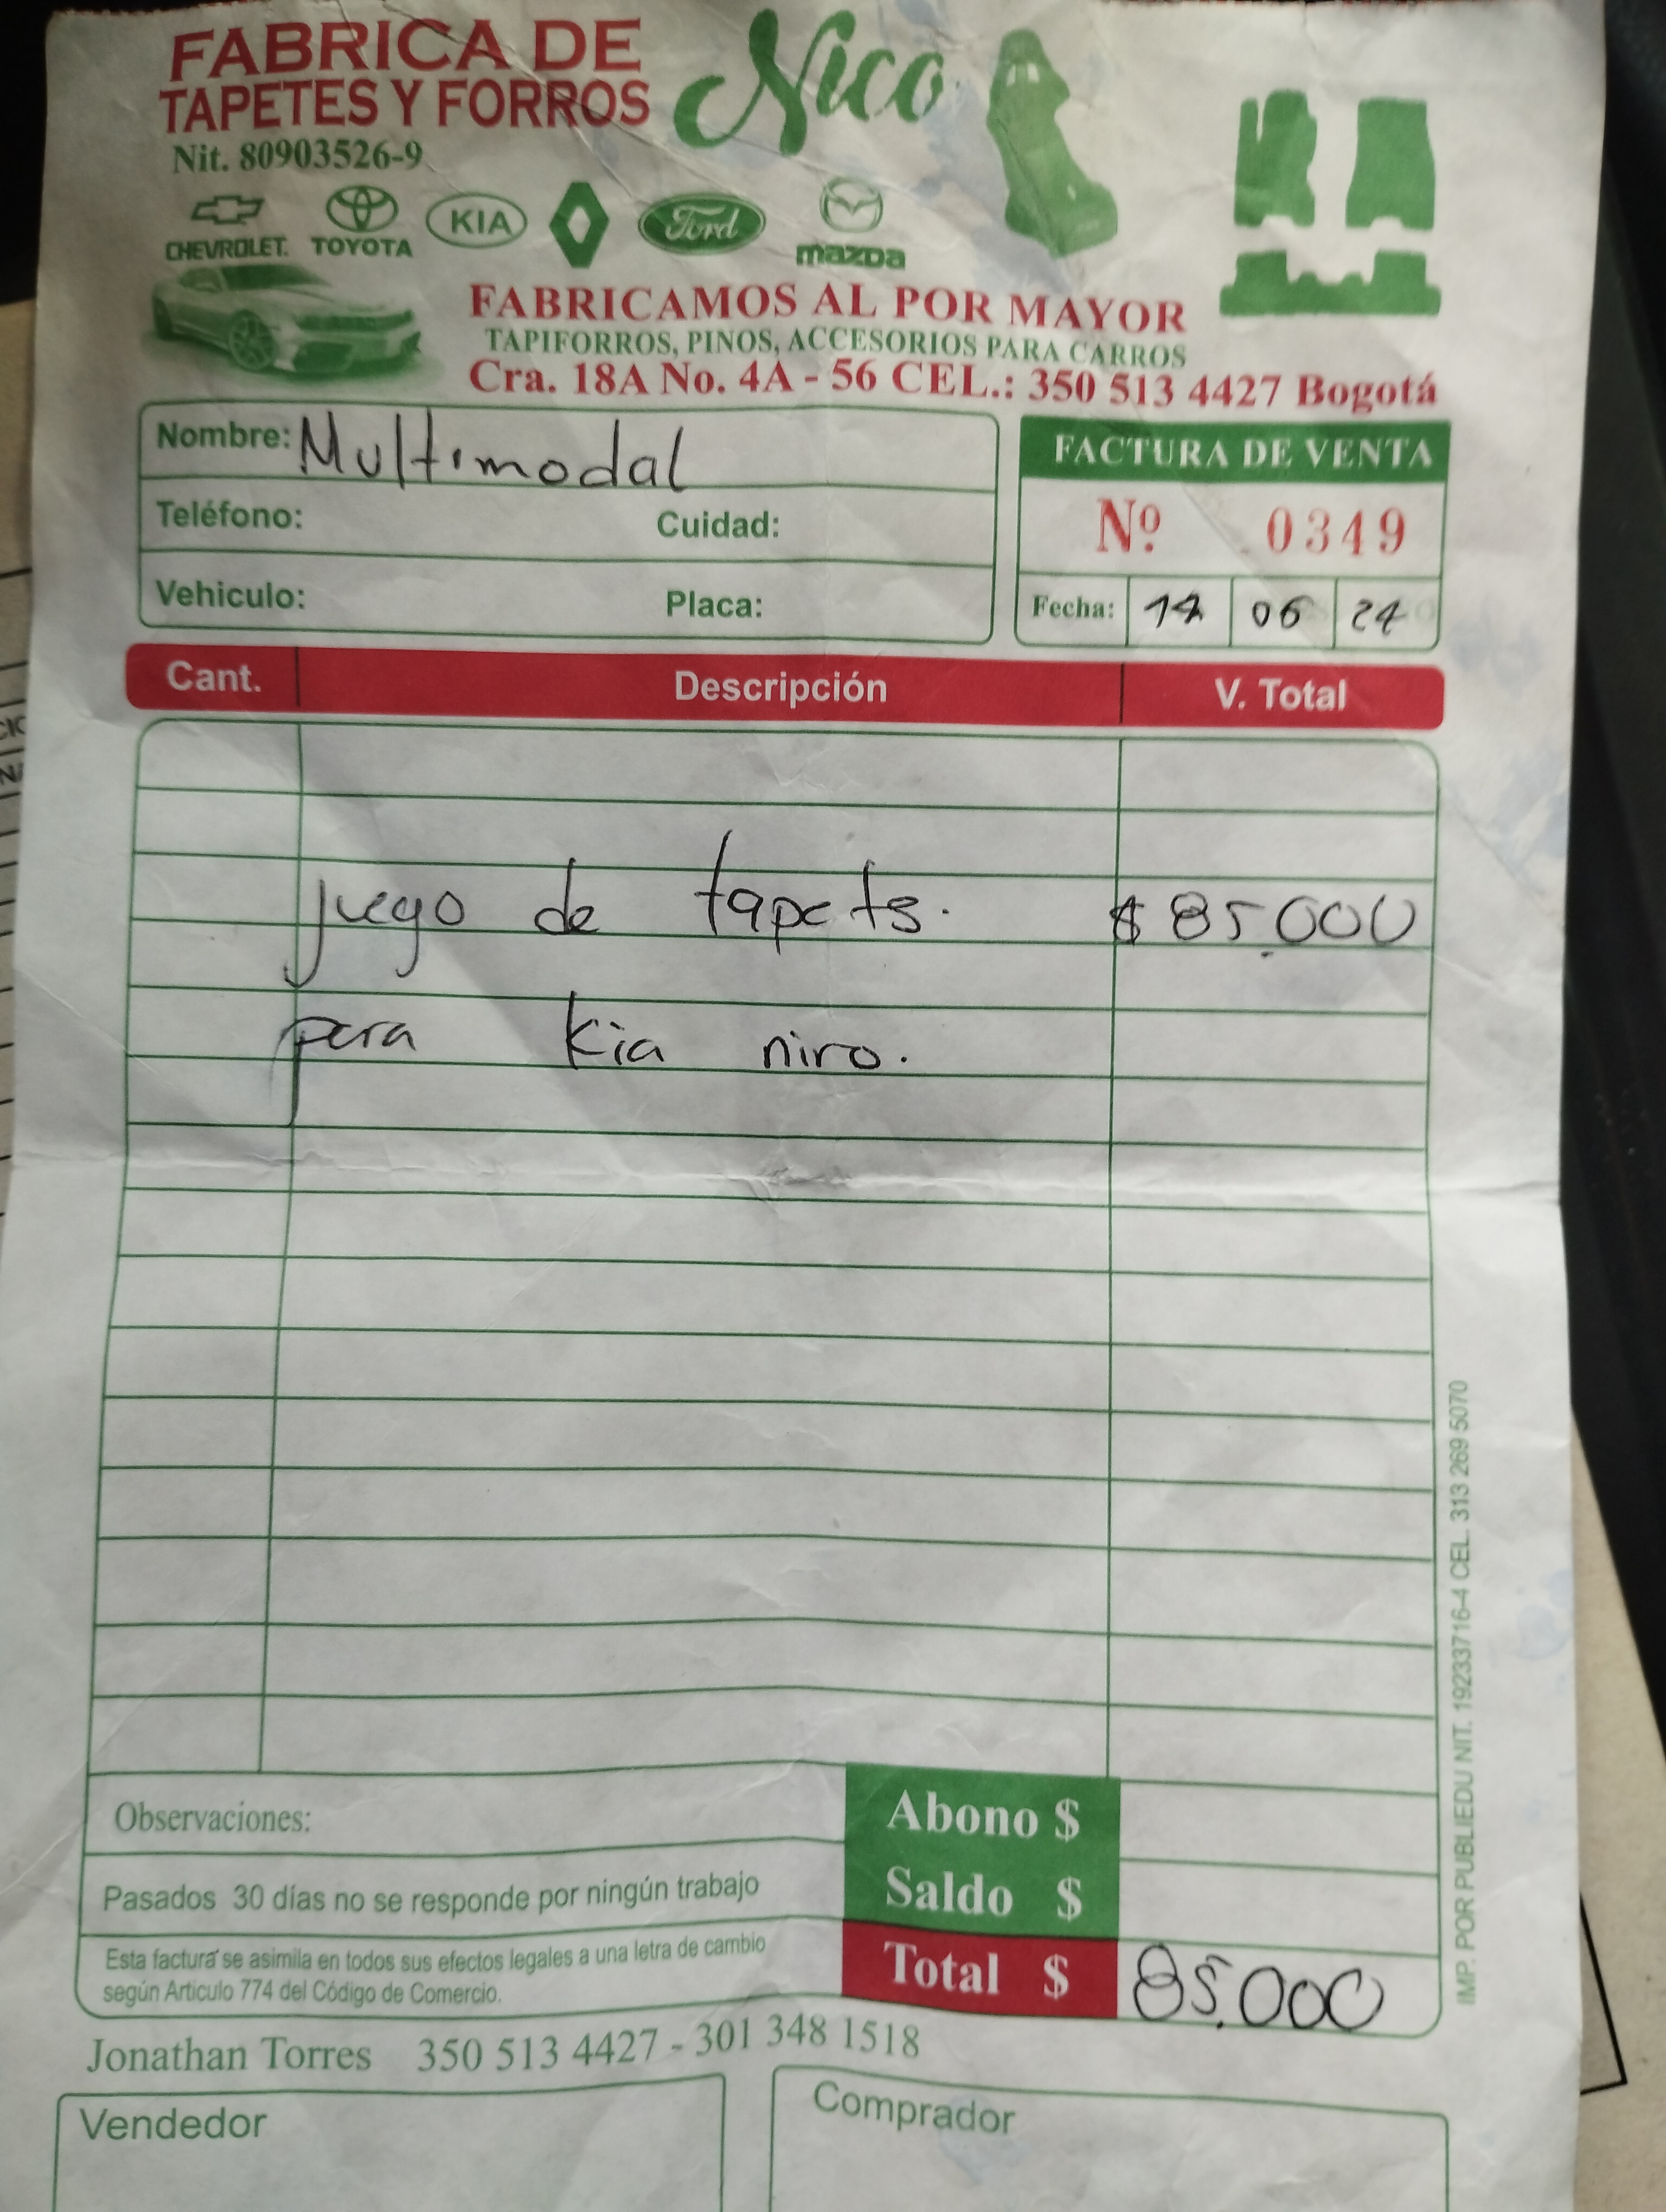 FABRICA DE
TAPETES Y FORROS
Nico
Nit. 80903526-9
CHEVROLET TOYOTA KIA Ford mazda
FABRICAMOS AL POR MAYOR
TAPIFORROS, PINOS, ACCESORIOS PARA CARROS
Cra. 18A No. 4A - 56 CEL.: 350 513 4427 Bogotá
Nombre: Multimodal
Teléfono: Cuidad:
Vehiculo: Placa:
FACTURA DE VENTA
Nº 0349
Fecha: 14 06 24
Cant. Descripción V. Total
juego de tapets. $ 85.000
para kia niro.
Observaciones:
Pasados 30 días no se responde por ningún trabajo
Esta factura se asimila en todos sus efectos legales a una letra de cambio
según Articulo 774 del Código de Comercio.
Abono $
Saldo $
Total $ 85.000
Jonathan Torres 350 513 4427 - 301 348 1518
Vendedor
Comprador
IMP. POR PUBLIEDU NIT. 19233716-4 CEL. 313 269 5070